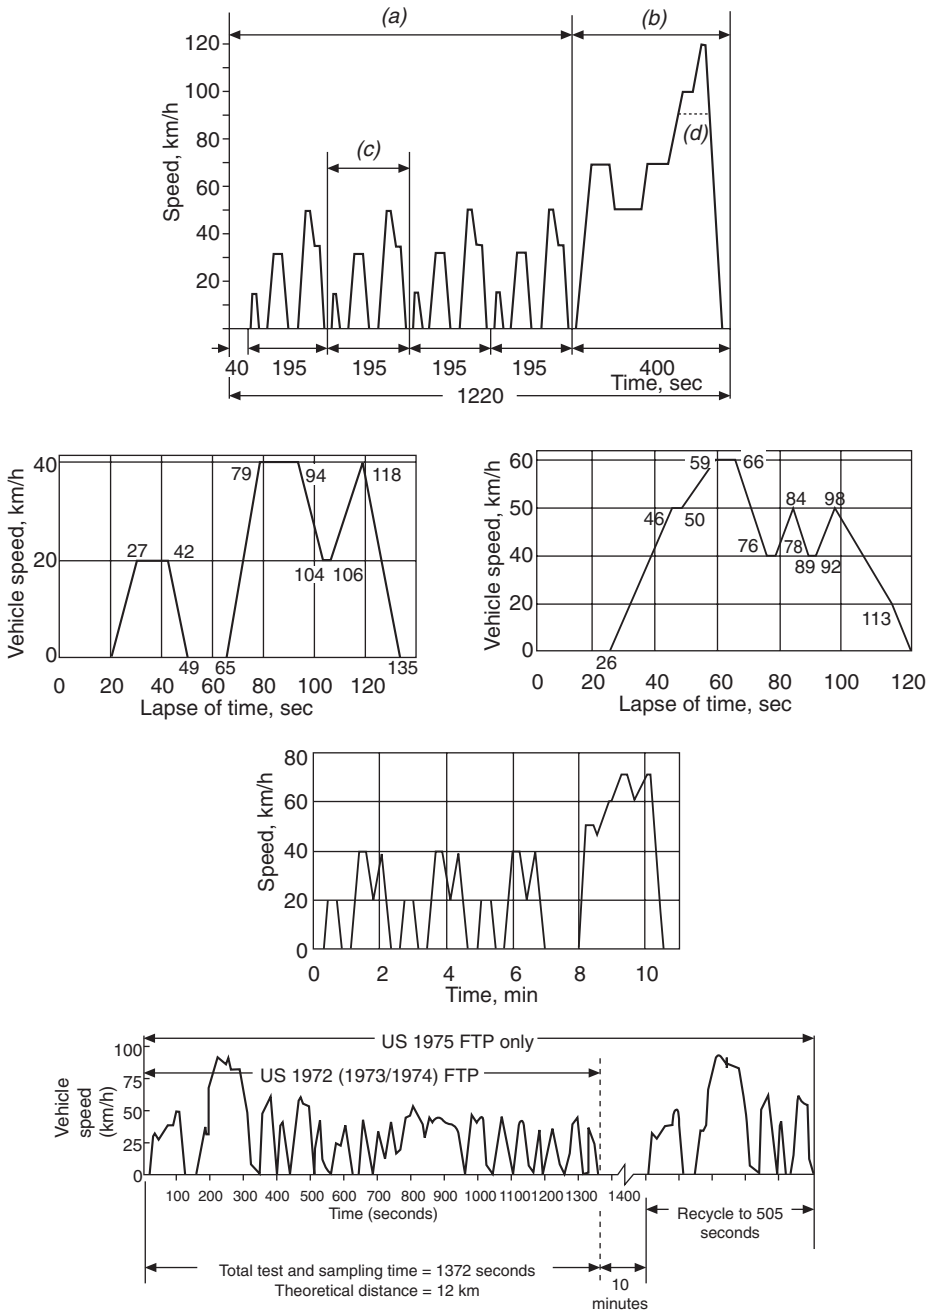 (a) (b)
120
100
80
60
40
20
Speed, km/h
(c)
(d)
40 195 195 195 195 400
Time, sec
1220
40
20
0
Vehicle speed, km/h
79 94 118
27 42
104 106
49 65 135
0 20 40 60 80 100 120
Lapse of time, sec
60
50
40
20
0
Vehicle speed, km/h
59 66
84 98
46 50
76 78
89 92
113
26
0 20 40 60 80 100 120
Lapse of time, sec
80
60
40
20
0
Speed, km/h
0 2 4 6 8 10
Time, min
US 1975 FTP only
US 1972 (1973/1974) FTP
100
75
50
25
0
Vehicle
speed
(km/h)
100 200 300 400 500 600 700 800 900 1000 1100 1200 1300 1400
Time (seconds)
Recycle to 505
seconds
Total test and sampling time = 1372 seconds
Theoretical distance = 12 km
10
minutes